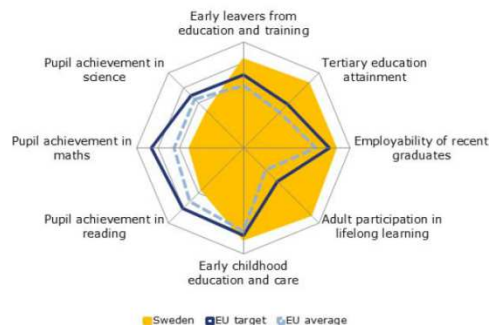 Early leavers from
education and training
Pupil achievement in
science
Tertiary education
attainment
Pupil achievement in
maths
Employability of recent
graduates
Pupil achievement in
reading
Adult participation in
lifelong learning
Early childhood
education and care
Sweden EU target EU average